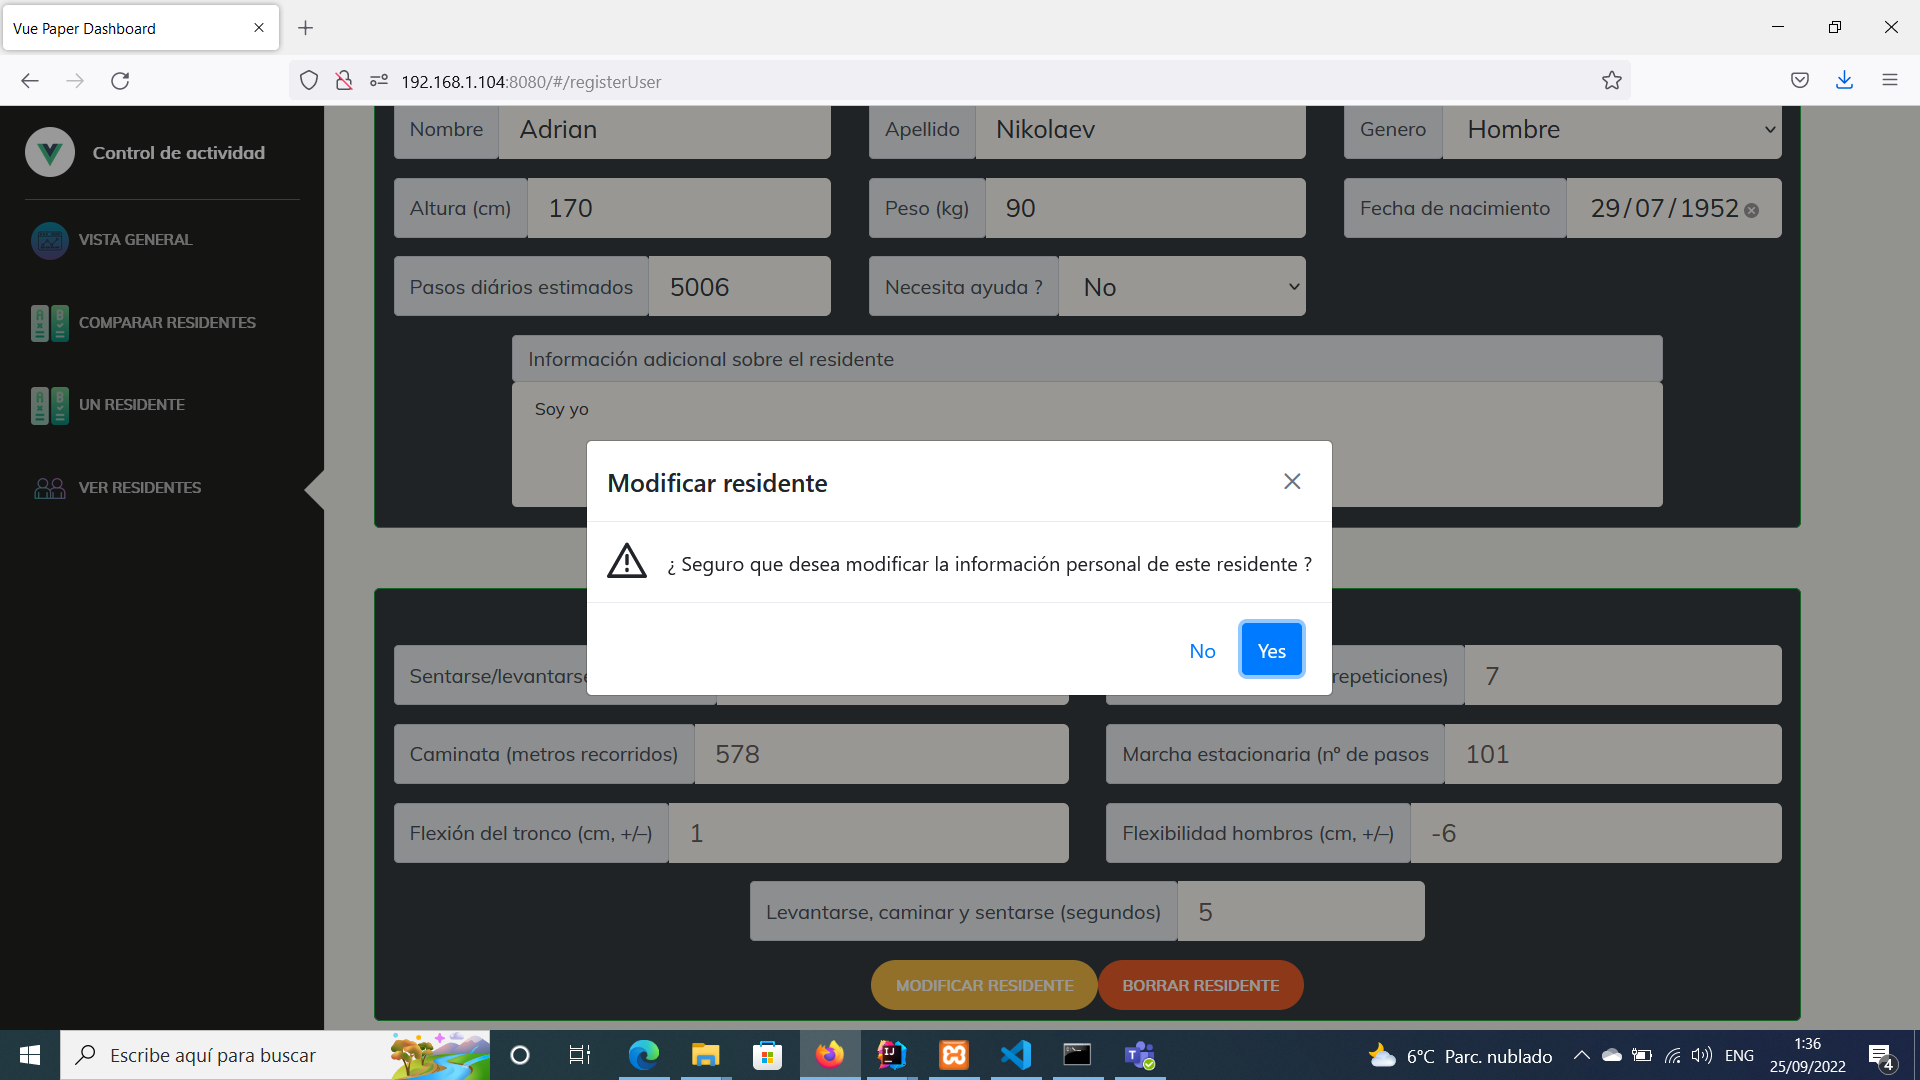 Vue Paper Dashboard
192.168.1.104:8080/#/registerUser
Control de actividad
VISTA GENERAL
COMPARAR RESIDENTES
UN RESIDENTE
VER RESIDENTES
Nombre Adrian Apellido Nikolaev Genero Hombre
Altura (cm) 170 Peso (kg) 90 Fecha de nacimiento 29/07/1952
Pasos diários estimados 5006 Necesita ayuda ? No
Información adicional sobre el residente
Soy yo
Modificar residente
¿ Seguro que desea modificar la información personal de este residente ?
No Yes
Sentarse/levantarse repeticiones) 7
Caminata (metros recorridos) 578 Marcha estacionaria (nº de pasos 101
Flexión del tronco (cm, +/–) 1 Flexibilidad hombros (cm, +/–) -6
Levantarse, caminar y sentarse (segundos) 5
MODIFICAR RESIDENTE BORRAR RESIDENTE
Escribe aquí para buscar
6°C Parc. nublado ENG
1:36
25/09/2022
4